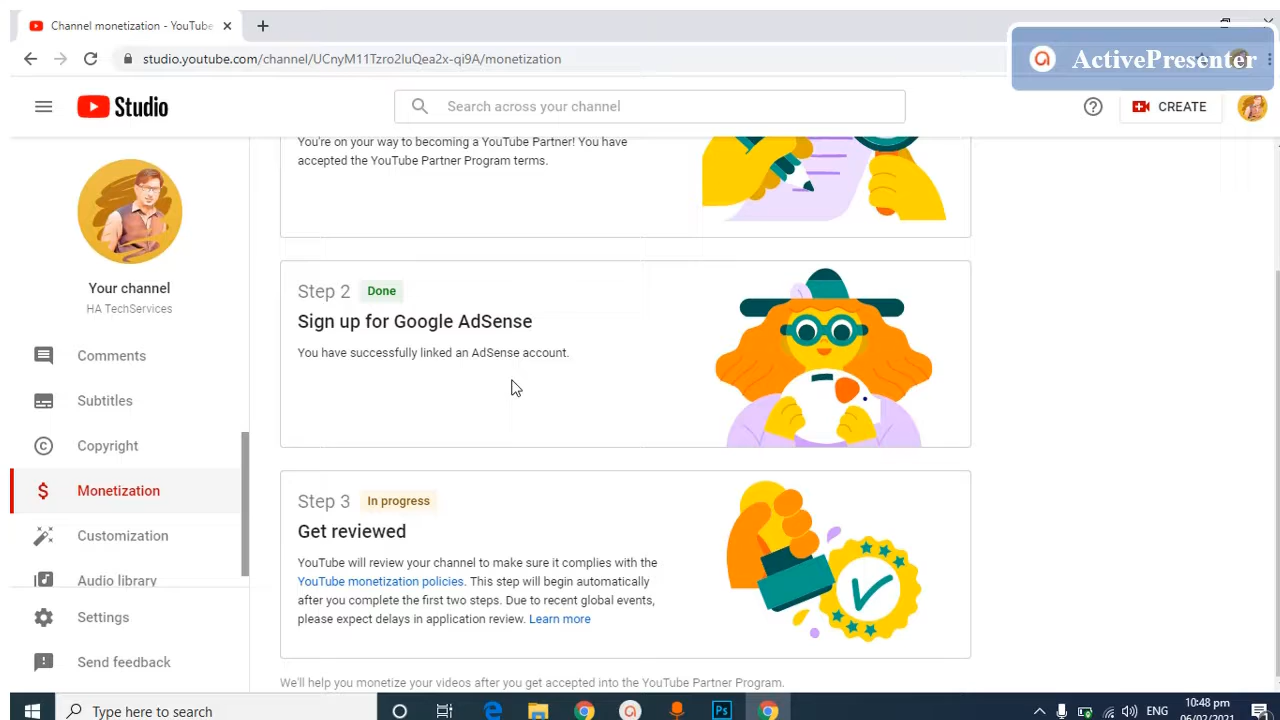 Channel monetization - YouTube
studio.youtube.com/channel/UCnyM11Tzro2IuQea2x-qi9A/monetization
ActivePresenter
Studio
Search across your channel
CREATE
You're on your way to becoming a YouTube Partner! You have
accepted the YouTube Partner Program terms.
Your channel
HA TechServices
Comments
Subtitles
Copyright
Monetization
Customization
Audio library
Settings
Send feedback
Step 2 Done
Sign up for Google AdSense
You have successfully linked an AdSense account.
Step 3 In progress
Get reviewed
YouTube will review your channel to make sure it complies with the
YouTube monetization policies. This step will begin automatically
after you complete the first two steps. Due to recent global events,
please expect delays in application review. Learn more
We'll help you monetize your videos after you get accepted into the YouTube Partner Program.
Type here to search
Ps
ENG
10:48 pm
06/02/2021